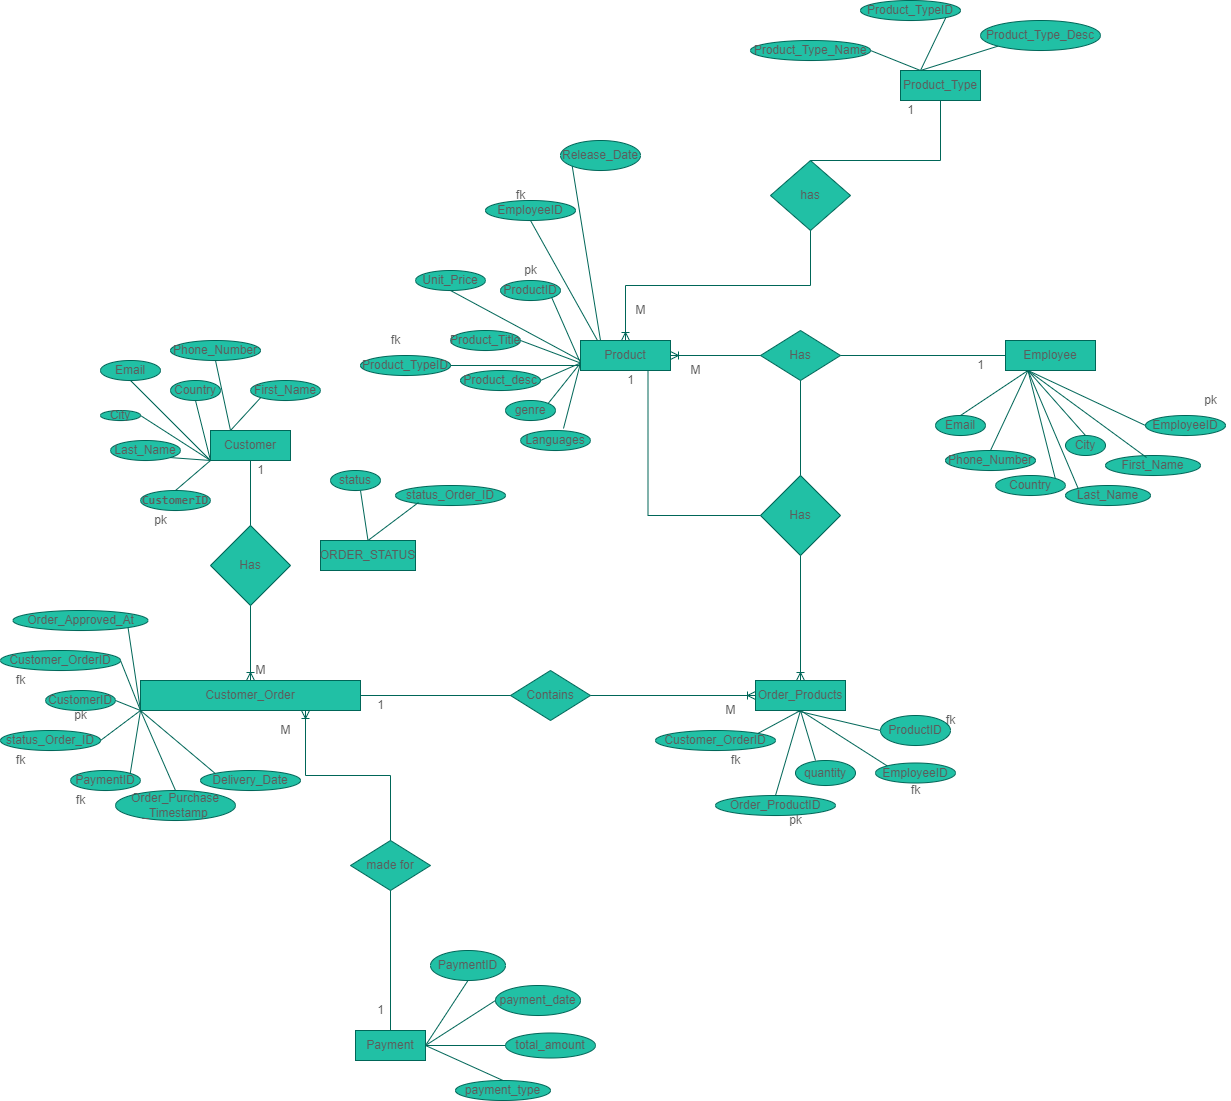 Product_TypeID
Product_Type_Desc
Product_Type_Name
Product_Type
1
Release_Date
has
fk
EmployeeID
pk
Unit_Price
ProductID
M
fk
Product_Title
Phone_Number
Product
Has
Employee
Product_TypeID
1
M
Email
Product_desc
1
Country
First_Name
pk
genre
City
Email
EmployeeID
Languages
City
Customer
Last_Name
Phone_Number
First_Name
1
status
Country
status_Order_ID
Last_Name
CustomerID
pk
Has
ORDER_STATUS
Has
Order_Approved_At
Customer_OrderID
M
fk
Customer_Order
Contains
Order_Products
CustomerID
1
M
pk
fk
M
ProductID
status_Order_ID
Customer_OrderID
fk
fk
PaymentID
Delivery_Date
quantity
EmployeeID
fk
fk
Order_Purchase
Timestamp
Order_ProductID
pk
made for
PaymentID
payment_date
1
Payment
total_amount
payment_type